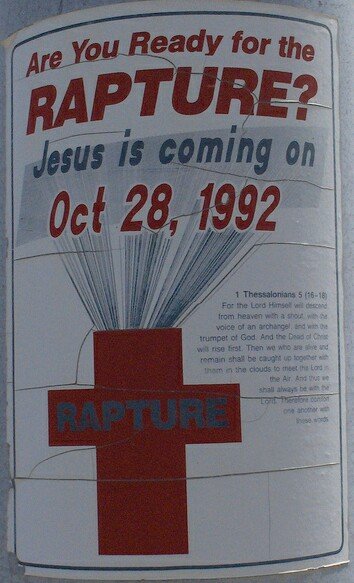 Are You Ready for the
RAPTURE?
Jesus is coming on
Oct 28, 1992
1 Thessalonians 5 (16-18)
For the Lord Himself will descend
from heaven with a shout, with the
voice of an archangel, and with the
trumpet of God. And the Dead of Christ
will rise first. Then we who are alive and
remain shall be caught up together with
them in the clouds to meet the Lord in
the Air. And thus we
shall always be with the
Lord. Therefore comfort
one another with
these words
RAPTURE